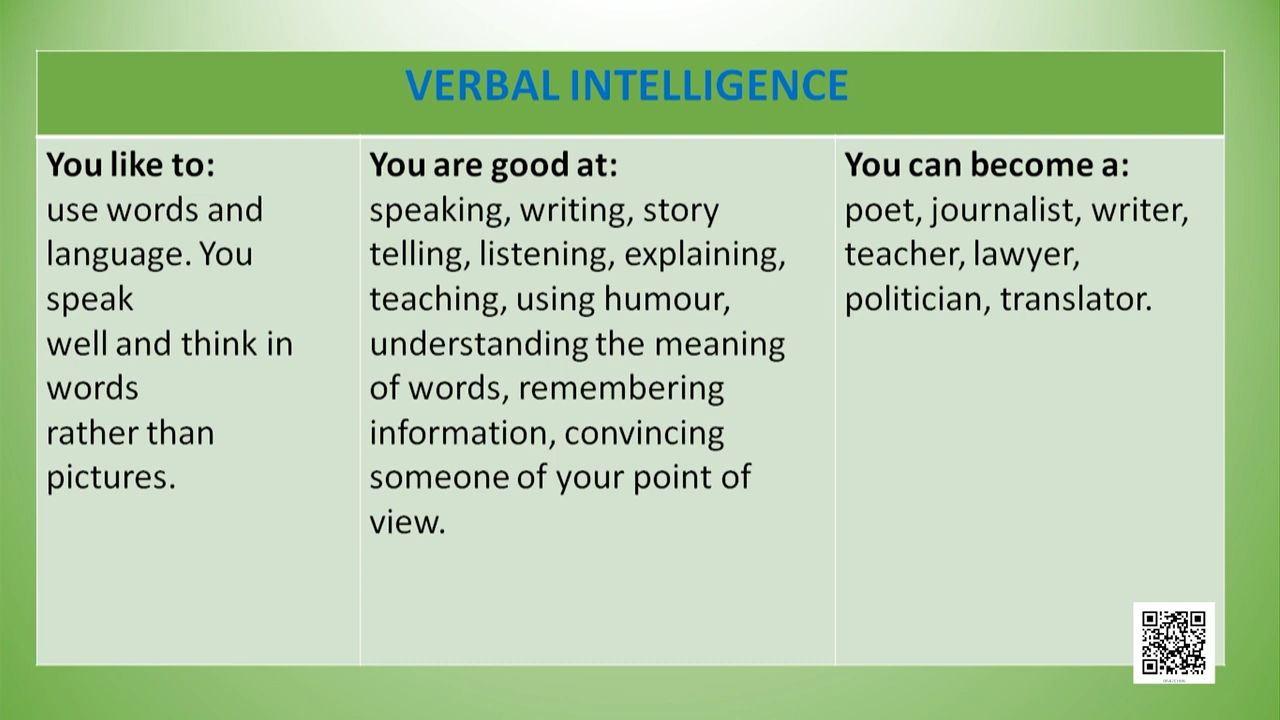 VERBAL INTELLIGENCE
You like to:
use words and
language. You
speak
well and think in
words
rather than
pictures.
You are good at:
speaking, writing, story
telling, listening, explaining,
teaching, using humour,
understanding the meaning
of words, remembering
information, convincing
someone of your point of
view.
You can become a:
poet, journalist, writer,
teacher, lawyer,
politician, translator.